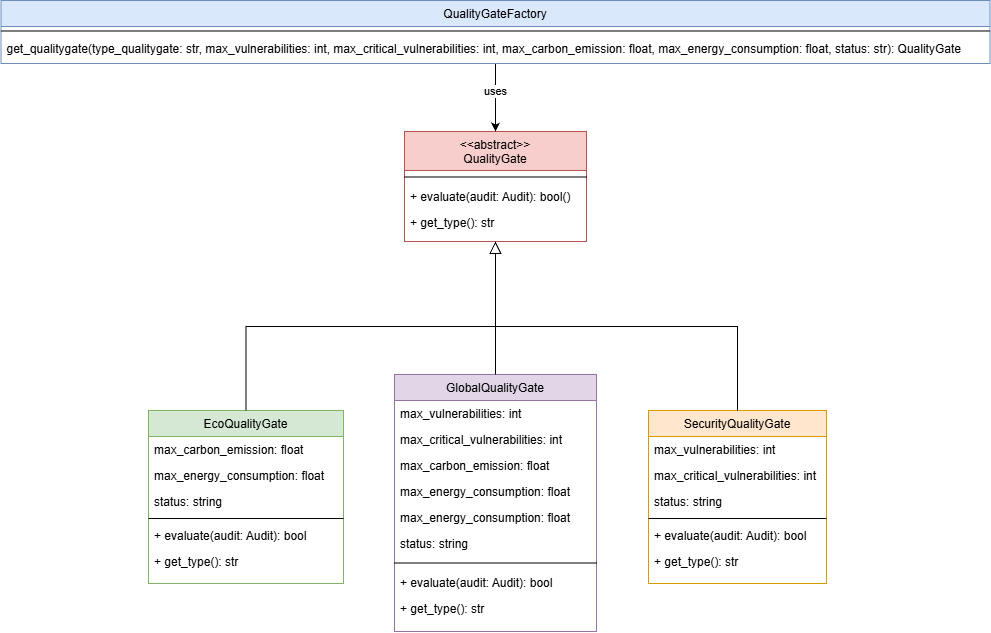 QualityGateFactory
get_qualitygate(type_qualitygate: str, max_vulnerabilities: int, max_critical_vulnerabilities: int, max_carbon_emission: float, max_energy_consumption: float, status: str): QualityGate
uses
<<abstract>>
QualityGate
+ evaluate(audit: Audit): bool()
+ get_type(): str
EcoQualityGate
max_carbon_emission: float
max_energy_consumption: float
status: string
+ evaluate(audit: Audit): bool
+ get_type(): str
GlobalQualityGate
max_vulnerabilities: int
max_critical_vulnerabilities: int
max_carbon_emission: float
max_energy_consumption: float
max_energy_consumption: float
status: string
+ evaluate(audit: Audit): bool
+ get_type(): str
SecurityQualityGate
max_vulnerabilities: int
max_critical_vulnerabilities: int
status: string
+ evaluate(audit: Audit): bool
+ get_type(): str